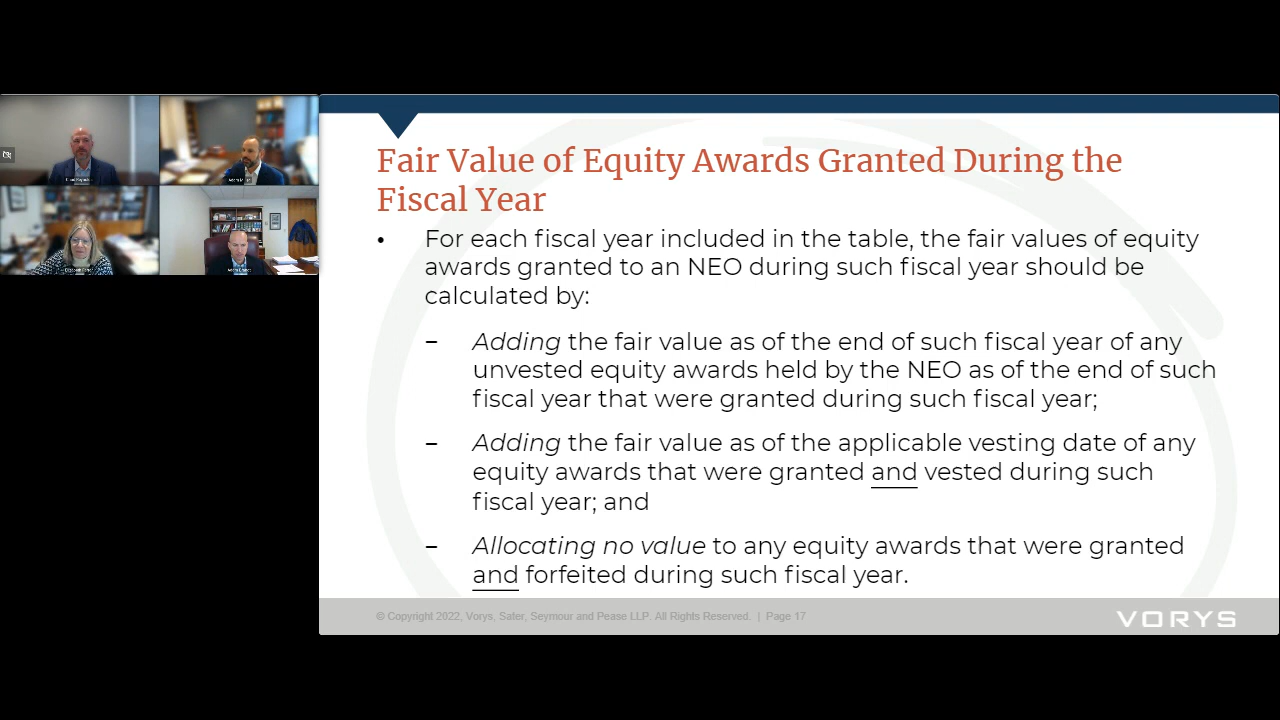 Fair Value of Equity Awards Granted During the
Fiscal Year
• For each fiscal year included in the table, the fair values of equity
awards granted to an NEO during such fiscal year should be
calculated by:
– Adding the fair value as of the end of such fiscal year of any
unvested equity awards held by the NEO as of the end of such
fiscal year that were granted during such fiscal year;
– Adding the fair value as of the applicable vesting date of any
equity awards that were granted and vested during such
fiscal year; and
– Allocating no value to any equity awards that were granted
and forfeited during such fiscal year.
© Copyright 2022, Vorys, Sater, Seymour and Pease LLP. All Rights Reserved. | Page 17
VORYS